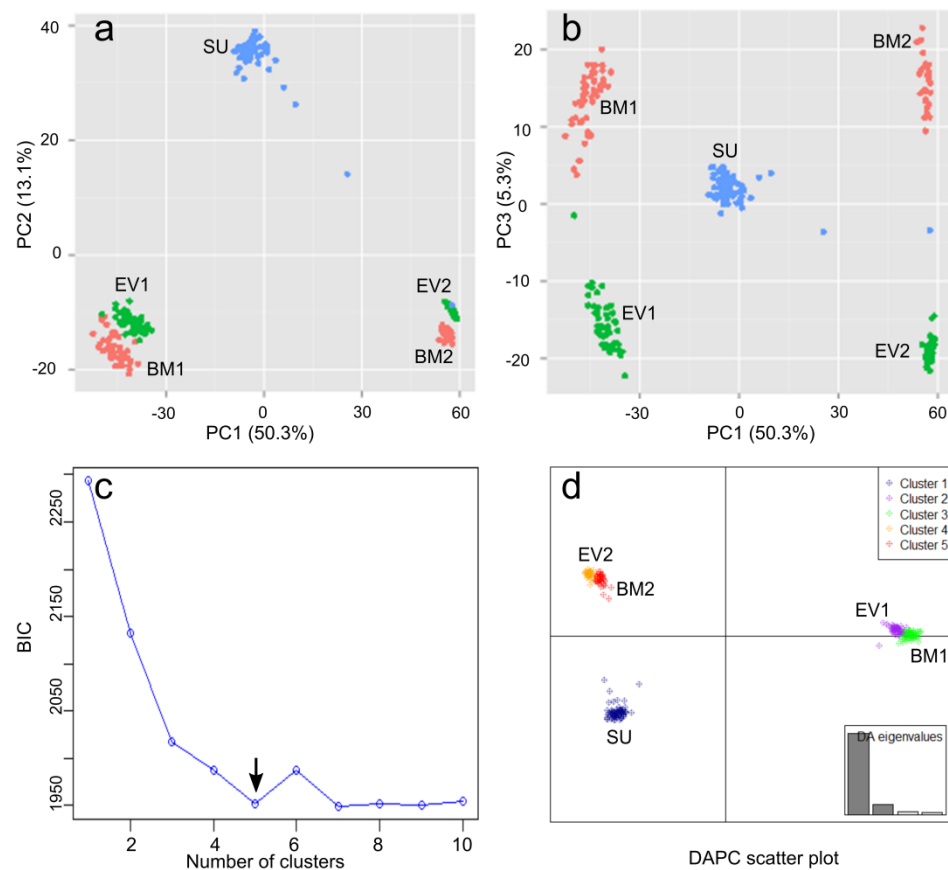 a
SU
EV1
BM1
EV2
BM2
40
20
0
-20
PC2 (13.1%)
-30
0
30
60
PC1 (50.3%)
b
BM1
BM2
SU
EV1
EV2
20
10
0
-10
-20
PC3 (5.3%)
-30
0
30
60
PC1 (50.3%)
c
2250
2150
2050
1950
BIC
2
4
6
8
10
Number of clusters
d
Cluster 1
Cluster 2
Cluster 3
Cluster 4
Cluster 5
EV2
BM2
EV1
BM1
SU
DA eigenvalues
DAPC scatter plot